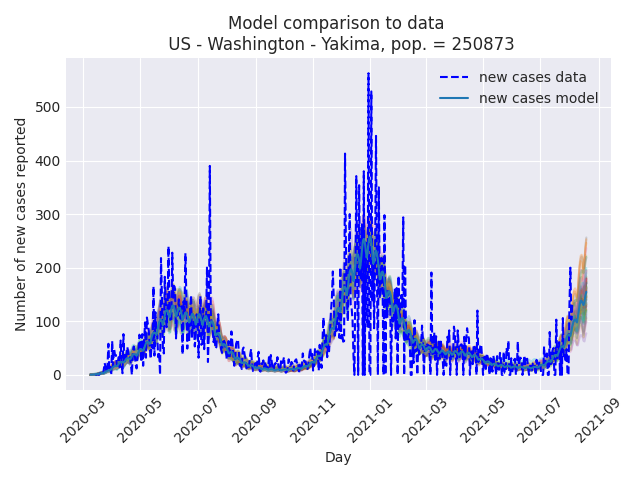 Model comparison to data
US - Washington - Yakima, pop. = 250873
new cases data
new cases model
Number of new cases reported
500
400
300
200
100
0
2020-03
2020-05
2020-07
2020-09
2020-11
2021-01
2021-03
2021-05
2021-07
2021-09
Day